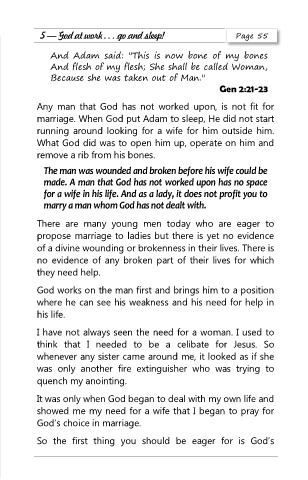 5 — God at work . . . go and sleep!
Page 55
And Adam said: "This is now bone of my bones
And flesh of my flesh; She shall be called Woman,
Because she was taken out of Man."
Gen 2:21-23
Any man that God has not worked upon, is not fit for
marriage. When God put Adam to sleep, He did not start
running around looking for a wife for him outside him.
What God did was to open him up, operate on him and
remove a rib from his bones.
The man was wounded and broken before his wife could be
made. A man that God has not worked upon has no space
for a wife in his life. And as a lady, it does not profit you to
marry a man whom God has not dealt with.
There are many young men today who are eager to
propose marriage to ladies but there is yet no evidence
of a divine wounding or brokenness in their lives. There is
no evidence of any broken part of their lives for which
they need help.
God works on the man first and brings him to a position
where he can see his weakness and his need for help in
his life.
I have not always seen the need for a woman. I used to
think that I needed to be a celibate for Jesus. So
whenever any sister came around me, it looked as if she
was only another fire extinguisher who was trying to
quench my anointing.
It was only when God began to deal with my own life and
showed me my need for a wife that I began to pray for
God's choice in marriage.
So the first thing you should be eager for is God's